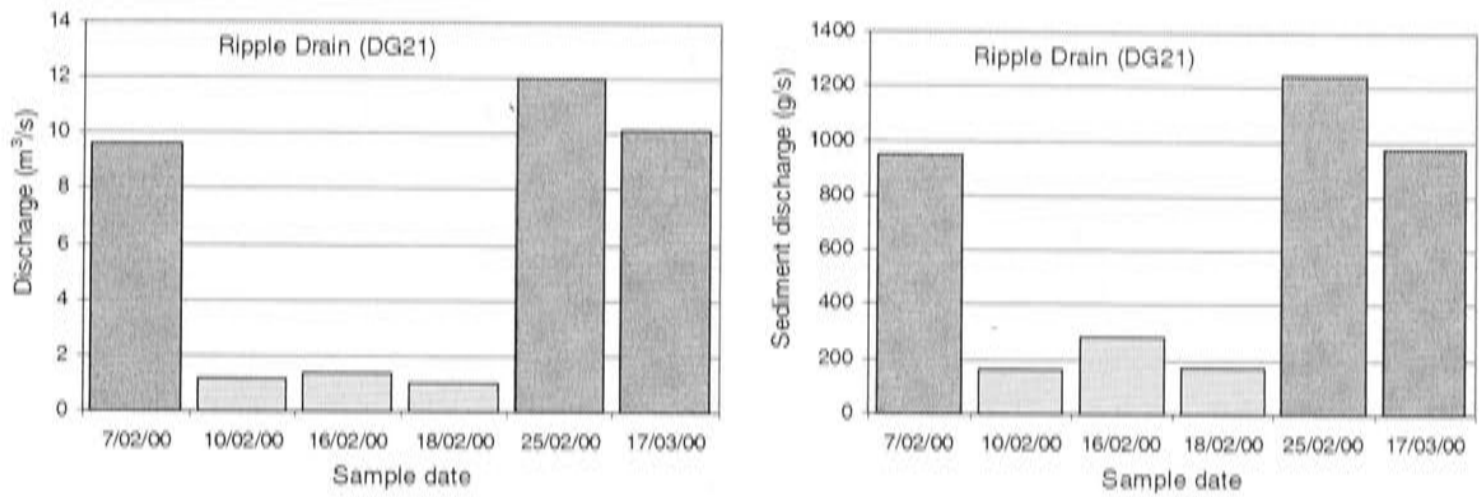 Ripple Drain (DG21)
Discharge (m³/s)
14
12
10
8
6
4
2
0
7/02/00 10/02/00 16/02/00 18/02/00 25/02/00 17/03/00
Sample date
Ripple Drain (DG21)
Sediment discharge (g/s)
1400
1200
1000
800
600
400
200
0
7/02/00 10/02/00 16/02/00 18/02/00 25/02/00 17/03/00
Sample date